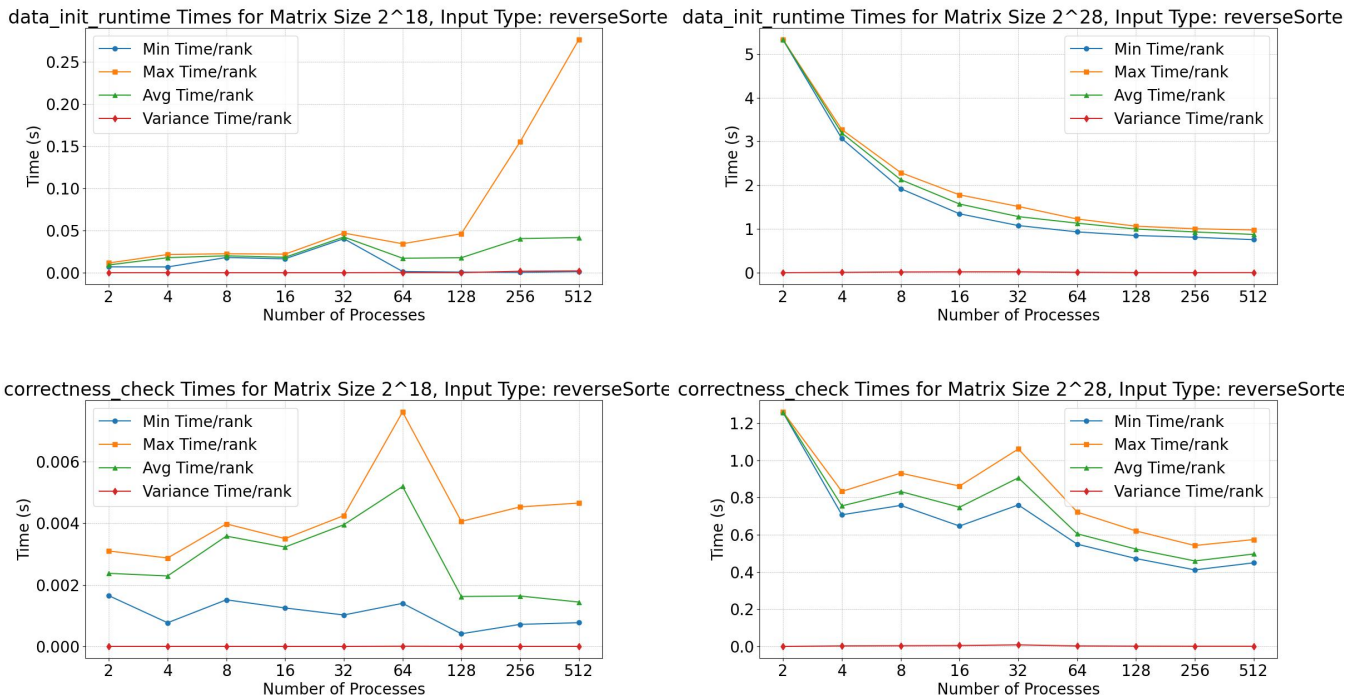 data_init_runtime Times for Matrix Size 2^18, Input Type: reverseSorte
Min Time/rank
Max Time/rank
Avg Time/rank
Variance Time/rank
0.25
0.20
0.15
0.10
0.05
0.00
Time (s)
2 4 8 16 32 64 128 256 512
Number of Processes
data_init_runtime Times for Matrix Size 2^28, Input Type: reverseSorte
Min Time/rank
Max Time/rank
Avg Time/rank
Variance Time/rank
5
4
3
2
1
0
Time (s)
2 4 8 16 32 64 128 256 512
Number of Processes
correctness_check Times for Matrix Size 2^18, Input Type: reverseSorte
Min Time/rank
Max Time/rank
Avg Time/rank
Variance Time/rank
0.006
0.004
0.002
0.000
Time (s)
2 4 8 16 32 64 128 256 512
Number of Processes
correctness_check Times for Matrix Size 2^28, Input Type: reverseSorte
Min Time/rank
Max Time/rank
Avg Time/rank
Variance Time/rank
1.2
1.0
0.8
0.6
0.4
0.2
0.0
Time (s)
2 4 8 16 32 64 128 256 512
Number of Processes